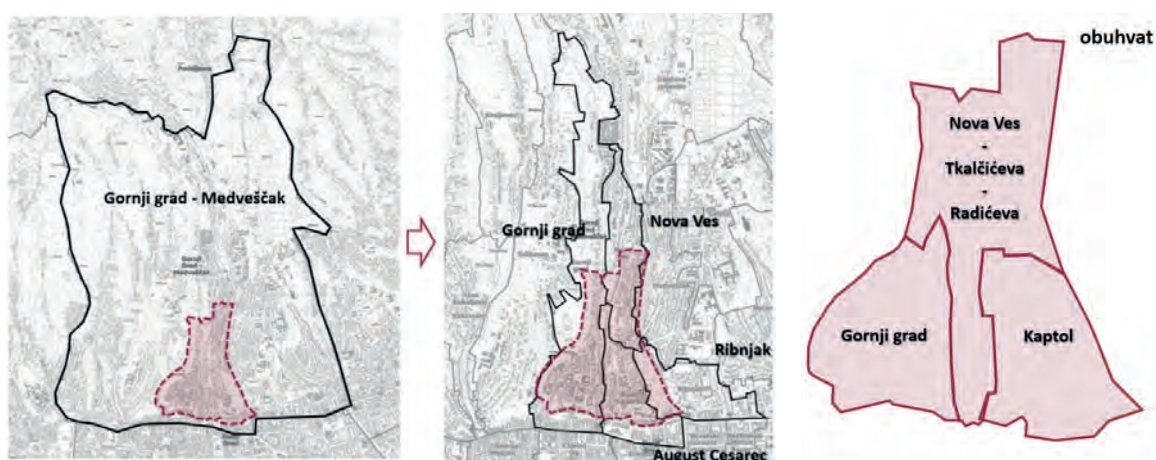 Gornji grad - Medveščak
Gornji grad
Nova Ves
Ribnjak
August Cesarec
obuhvat
Nova Ves
-
Tkalčićeva
-
Radićeva
Gornji grad
Kaptol